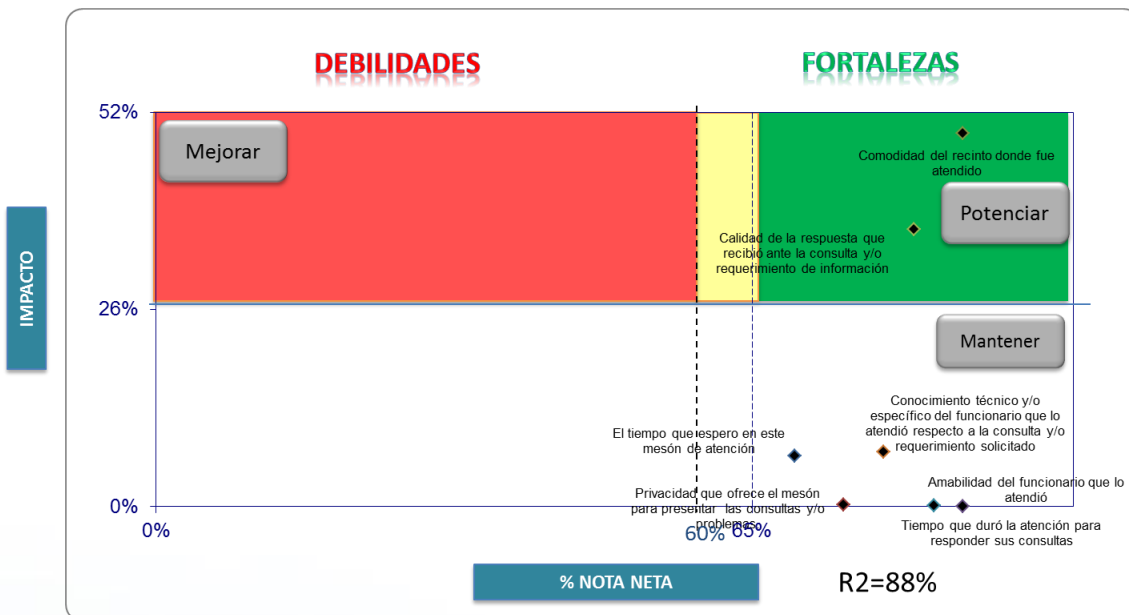 DEBILIDADES
FORTALEZAS
52%
Mejorar
Comodidad del recinto donde fue
atendido
Potenciar
Calidad de la respuesta que
recibió ante la consulta y/o
requerimiento de información
IMPACTO
26%
Mantener
Conocimiento técnico y/o
específico del funcionario que lo
atendió respecto a la consulta y/o
requerimiento solicitado
El tiempo que espero en este
mesón de atención
Amabilidad del funcionario que lo
atendió
Privacidad que ofrece el mesón
para presentar las consultas y/o
problemas
0%
Tiempo que duró la atención para
responder sus consultas
0%
60%
65%
% NOTA NETA
R2=88%